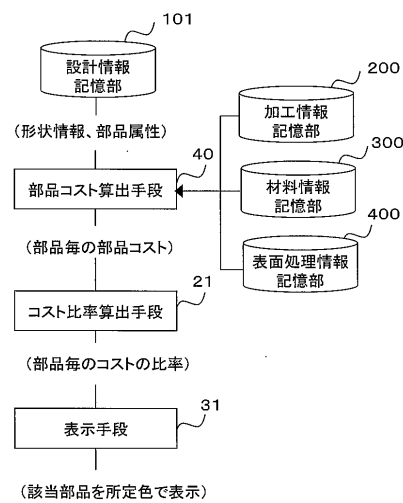 101
設計情報
記憶部
(形状情報、部品属性)
200
加工情報
記憶部
300
材料情報
記憶部
400
表面処理情報
記憶部
40
部品コスト算出手段
(部品毎の部品コスト)
21
コスト比率算出手段
(部品毎のコストの比率)
31
表示手段
(該当部品を所定色で表示)